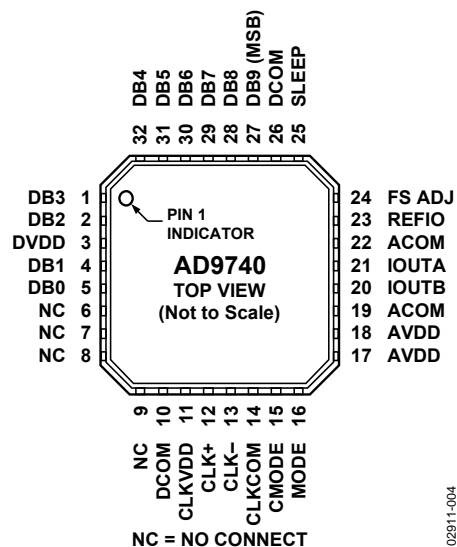 DB4
DB5
DB6
DB7
DB8
DB9 (MSB)
DCOM
SLEEP
32
31
30
29
28
27
26
25
DB3 1
DB2 2
DVDD 3
DB1 4
DB0 5
NC 6
NC 7
NC 8
PIN 1
INDICATOR
AD9740
TOP VIEW
(Not to Scale)
24 FS ADJ
23 REFIO
22 ACOM
21 IOUTA
20 IOUTB
19 ACOM
18 AVDD
17 AVDD
9
10
11
12
13
14
15
16
NC
DCOM
CLKVDD
CLK+
CLK–
CLKCOM
CMODE
MODE
NC = NO CONNECT
02911-004